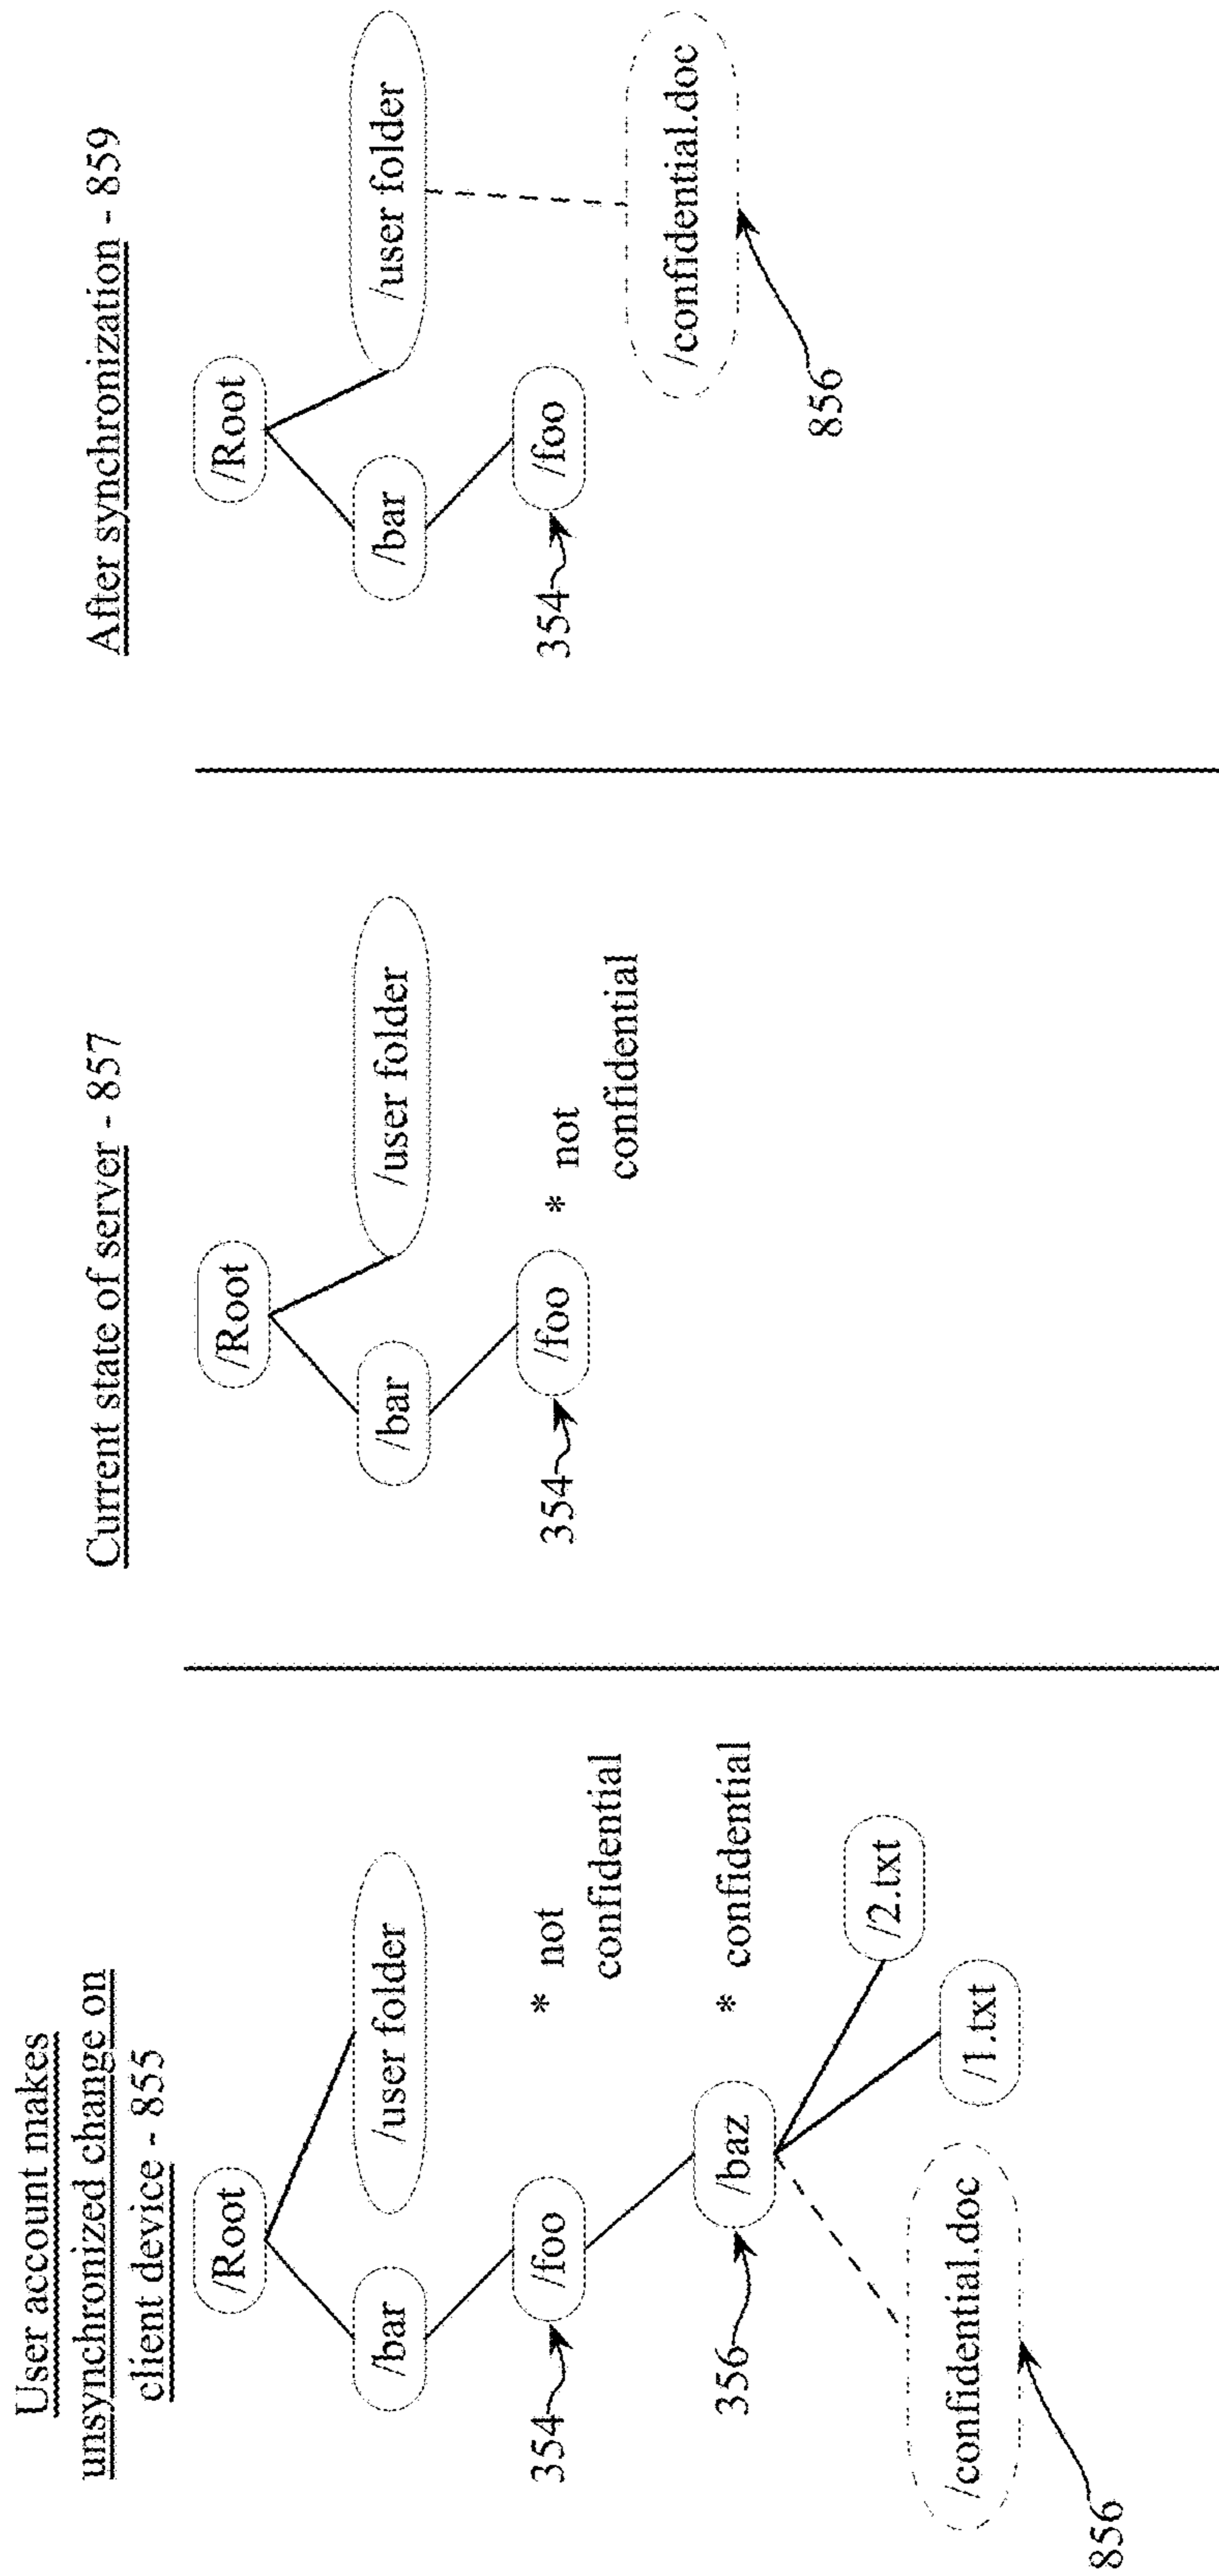 User account makes
unsynchronized change on
client device - 855
/Root
/bar
/user folder
354
/foo
* not
confidential
356
/baz
* confidential
/confidential.doc
/1.txt
/2.txt
856
Current state of server - 857
/Root
/bar
/user folder
354
/foo
* not
confidential
After synchronization - 859
/Root
/bar
/user folder
354
/foo
/confidential.doc
856